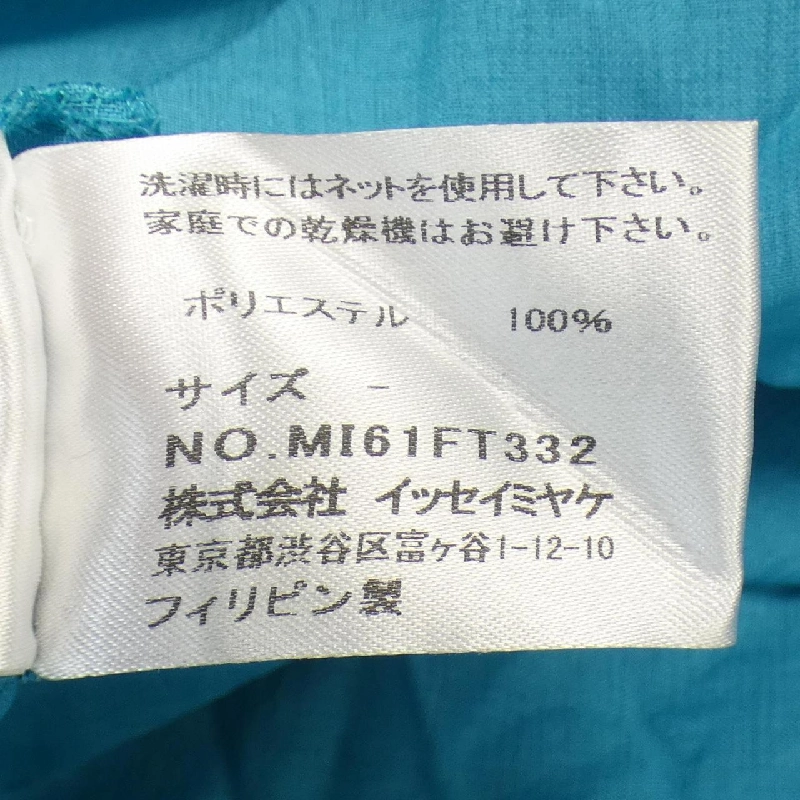 洗濯時にはネットを使用して下さい。
家庭での乾燥機はお避け下さい。
ポリエステル 100%
サイズ -
NO.MI61FT332
株式会社 イッセイミヤケ
東京都渋谷区富ヶ谷1-12-10
フィリピン製